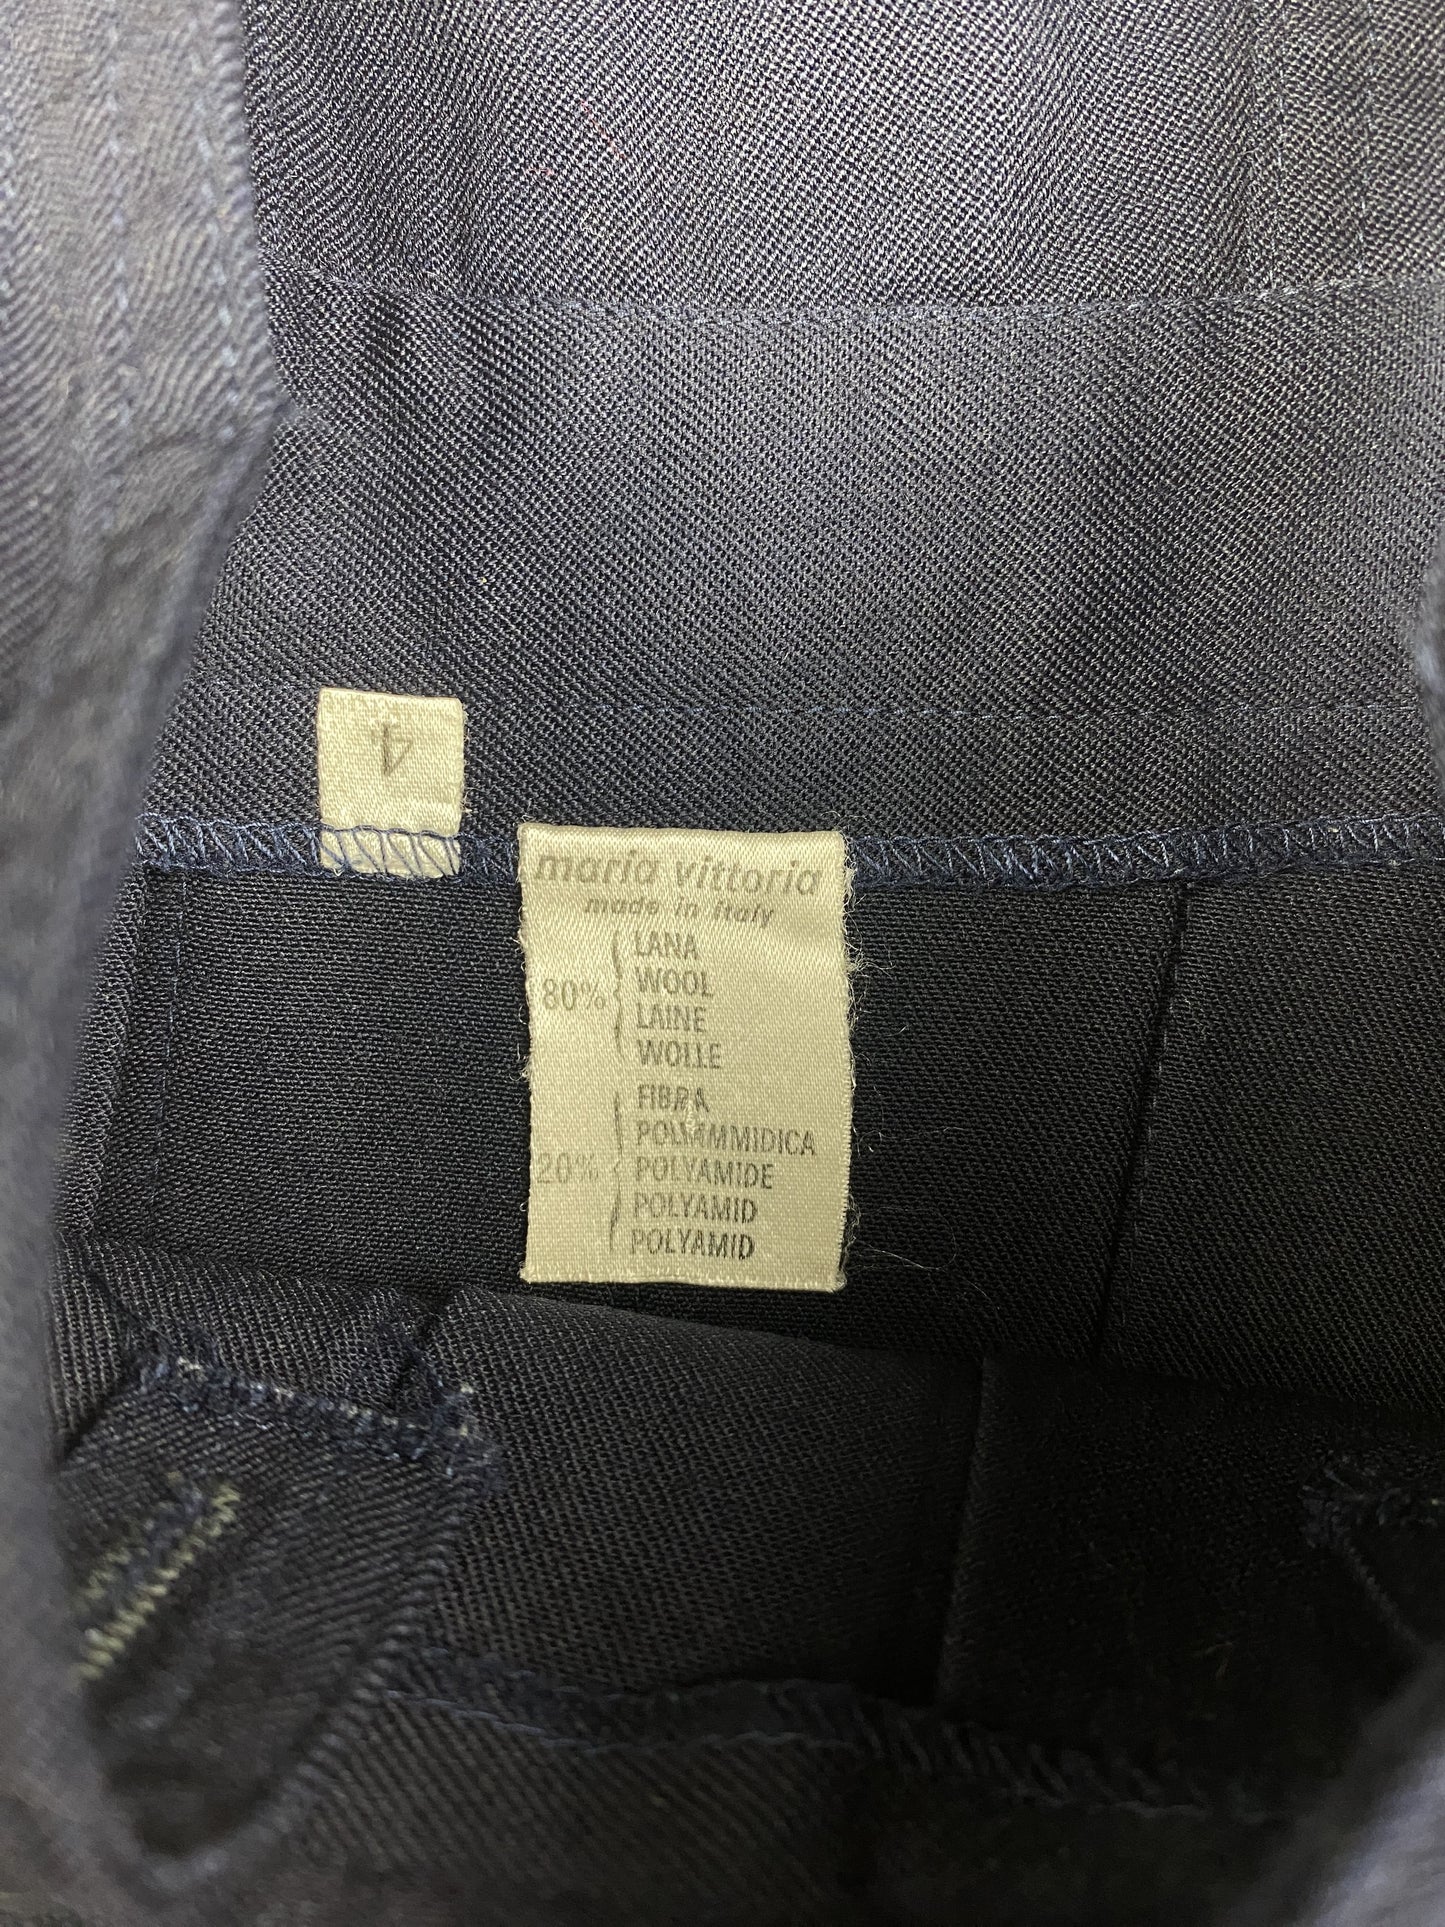 4
maria vittoria
made in italy
80%
LANA
WOOL
LAINE
WOLLE
20%
FIBRA
POLIAMMIDICA
POLYAMIDE
POLYAMID
POLYAMID